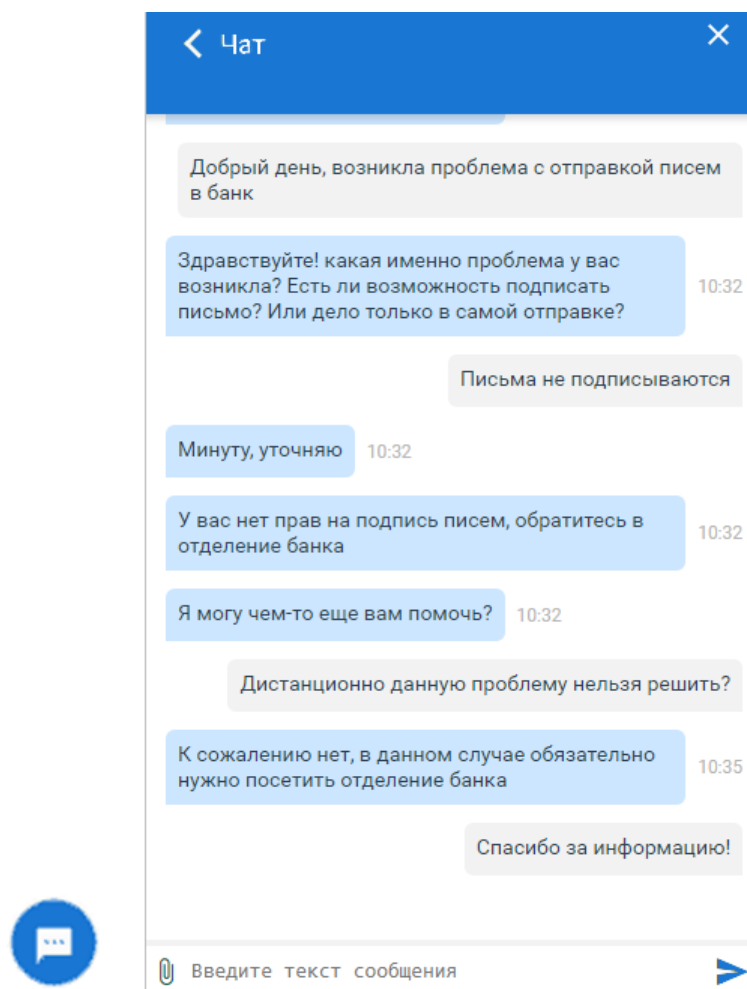 Чат
Добрый день, возникла проблема с отправкой писем
в банк
Здравствуйте! какая именно проблема у вас
возникла? Есть ли возможность подписать
письмо? Или дело только в самой отправке?
10:32
Письма не подписываются
Минуту, уточняю
10:32
У вас нет прав на подпись писем, обратитесь в
отделение банка
10:32
Я могу чем-то еще вам помочь?
10:32
Дистанционно данную проблему нельзя решить?
К сожалению нет, в данном случае обязательно
нужно посетить отделение банка
10:35
Спасибо за информацию!
Введите текст сообщения